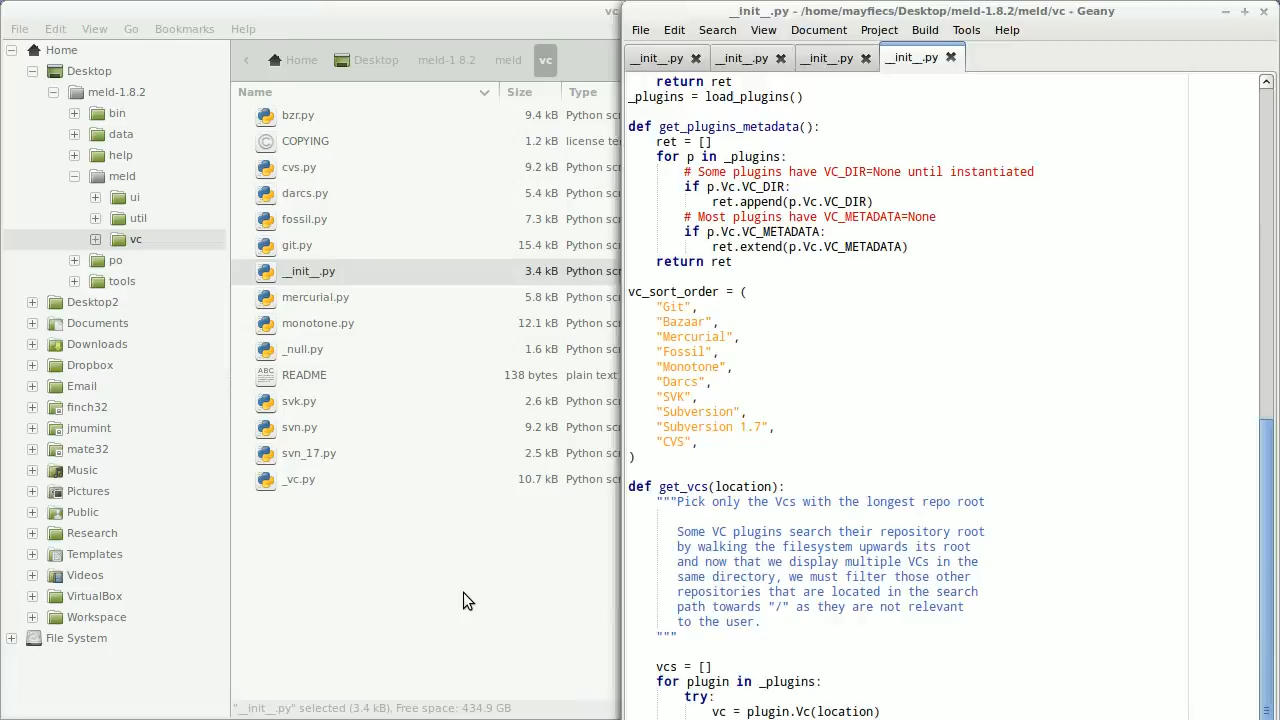 vc
File Edit View Go Bookmarks Help
Home
Desktop
meld-1.8.2
bin
data
help
meld
ui
util
vc
po
tools
Desktop2
Documents
Downloads
Dropbox
Email
finch32
jmumint
mate32
Music
Pictures
Public
Research
Templates
Videos
VirtualBox
Workspace
File System
Home Desktop meld-1.8.2 meld vc
Name Size Type
bzr.py 9.4 kB Python scr
COPYING 1.2 kB license te
cvs.py 9.2 kB Python scr
darcs.py 5.4 kB Python scr
fossil.py 7.3 kB Python scr
git.py 15.4 kB Python scr
__init__.py 3.4 kB Python scr
mercurial.py 5.8 kB Python scr
monotone.py 12.1 kB Python scr
_null.py 1.6 kB Python scr
ABC README 138 bytes plain text
svk.py 2.6 kB Python scr
svn.py 9.2 kB Python scr
svn_17.py 2.5 kB Python scr
_vc.py 10.7 kB Python scr
"__init__.py" selected (3.4 kB), Free space: 434.9 GB
__init__.py - /home/mayfiecs/Desktop/meld-1.8.2/meld/vc - Geany
File Edit Search View Document Project Build Tools Help
__init__.py __init__.py __init__.py __init__.py
return ret
_plugins = load_plugins()
def get_plugins_metadata():
ret = []
for p in _plugins:
# Some plugins have VC_DIR=None until instantiated
if p.Vc.VC_DIR:
ret.append(p.Vc.VC_DIR)
# Most plugins have VC_METADATA=None
if p.Vc.VC_METADATA:
ret.extend(p.Vc.VC_METADATA)
return ret
vc_sort_order = (
"Git",
"Bazaar",
"Mercurial",
"Fossil",
"Monotone",
"Darcs",
"SVK",
"Subversion",
"Subversion 1.7",
"CVS",
)
def get_vcs(location):
"""Pick only the Vcs with the longest repo root
Some VC plugins search their repository root
by walking the filesystem upwards its root
and now that we display multiple VCs in the
same directory, we must filter those other
repositories that are located in the search
path towards "/" as they are not relevant
to the user.
"""
vcs = []
for plugin in _plugins:
try:
vc = plugin.Vc(location)